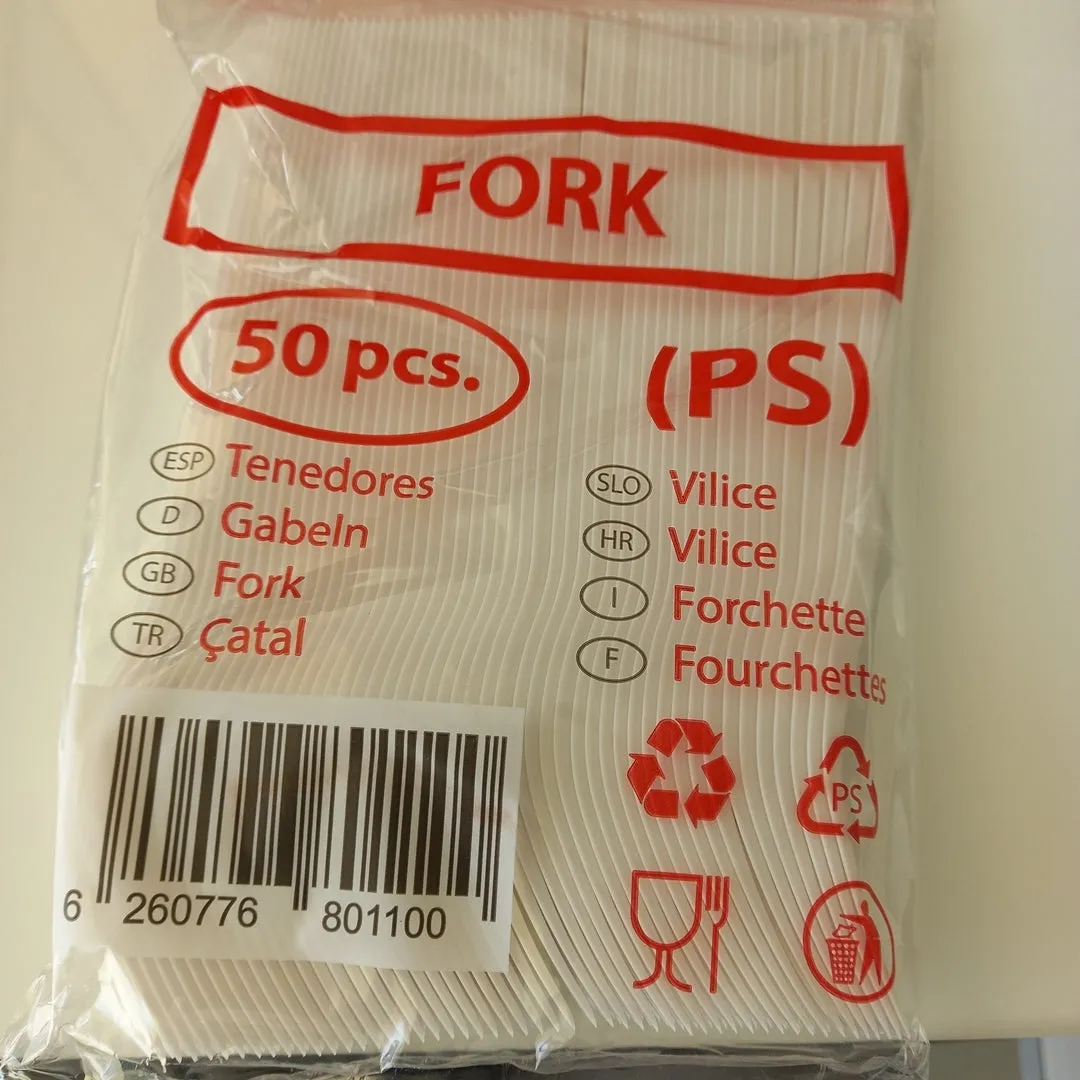 FORK
50 pcs.
(PS)
ESP Tenedores
D Gabeln
GB Fork
TR Çatal
SLO Vilice
HR Vilice
I Forchette
F Fourchettes
PS
6 260776 801100